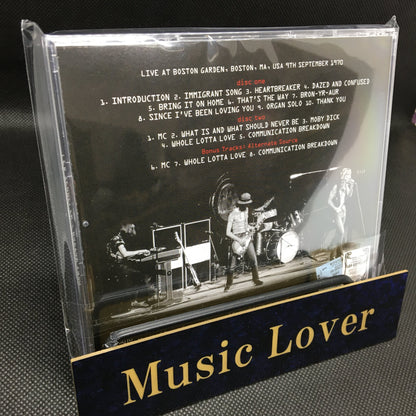 LIVE AT BOSTON GARDEN, BOSTON, MA, USA 9TH SEPTEMBER 1970
disc one
1. INTRODUCTION 2. IMMIGRANT SONG 3. HEARTBREAKER 4. DAZED AND CONFUSED
5. BRING IT ON HOME 6. THAT'S THE WAY 7. BRON-YR-AUR
8. SINCE I'VE BEEN LOVING YOU 9. ORGAN SOLO 10. THANK YOU
disc two
1. MC 2. WHAT IS AND WHAT SHOULD NEVER BE 3. MOBY DICK
4. WHOLE LOTTA LOVE 5. COMMUNICATION BREAKDOWN
Bonus Tracks: Alternate Source
6. MC 7. WHOLE LOTTA LOVE 8. COMMUNICATION BREAKDOWN
Music Lover